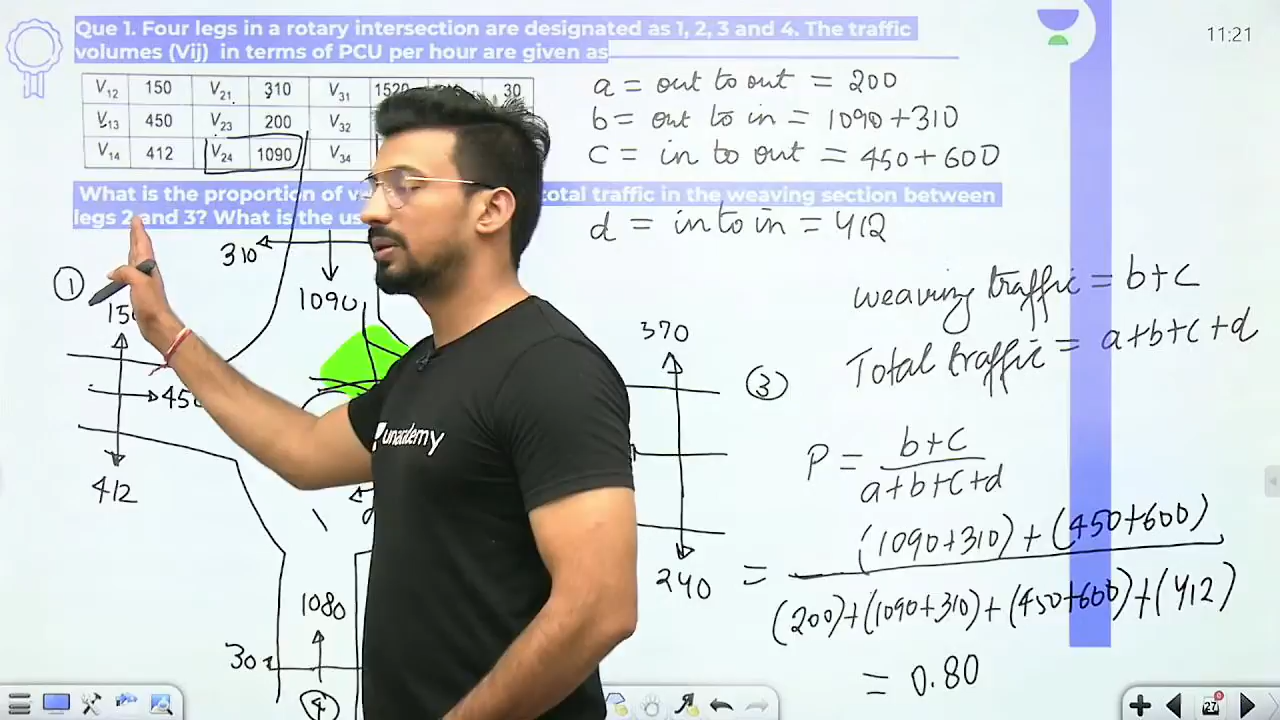 Que 1. Four legs in a rotary intersection are designated as 1, 2, 3 and 4. The traffic
volumes (Vij) in terms of PCU per hour are given as
11:21
V12 150 V21 310 V31 1520 30
V13 450 V23 200 V32
V14 412 V24 1090 V34
a = out to out = 200
b = out to in = 1090+310
c = in to out = 450+600
What is the proportion of total traffic in the weaving section between
legs 2 and 3? What is the
d = in to in = 412
310
1090
1
412
370
3
240
1080
30
4
weaving traffic = b+c
Total traffic = a+b+c+d
P = b+c
a+b+c+d
= (1090+310)+(450+600)
(200)+(1090+310)+(450+600)+(412)
= 0.80
unacademy
27